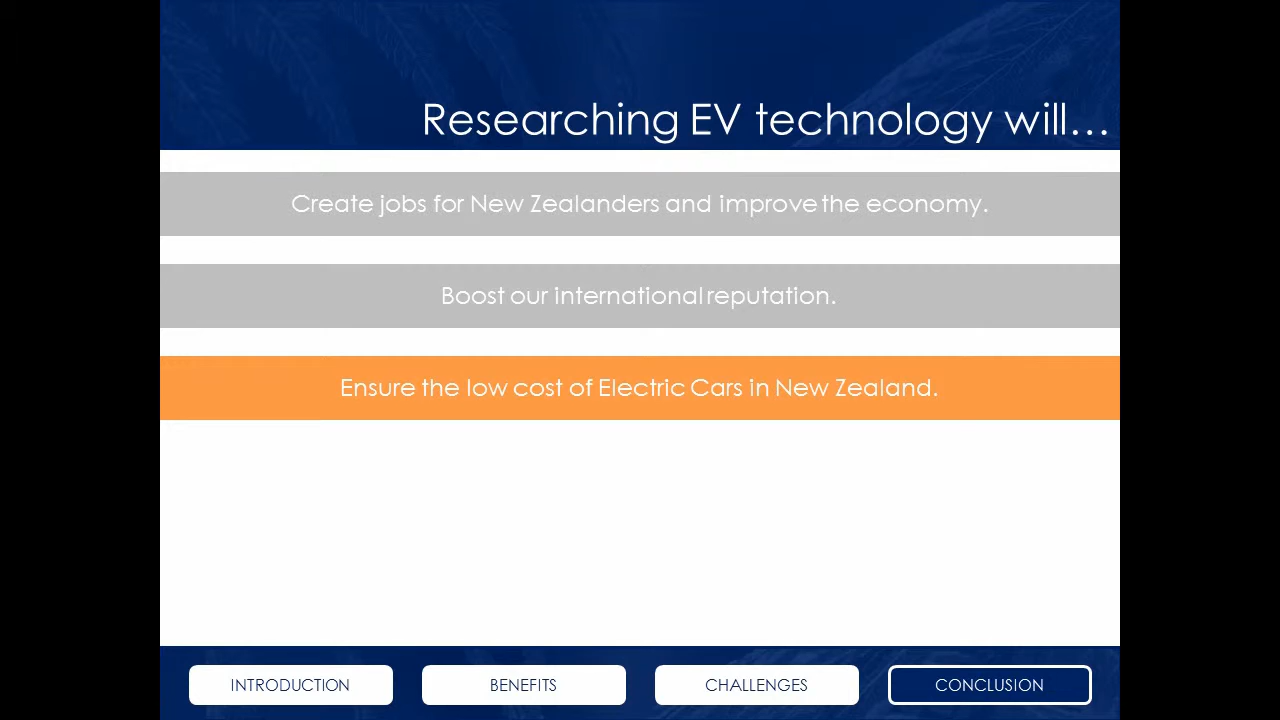 Researching EV technology will...
Create jobs for New Zealanders and improve the economy.
Boost our international reputation.
Ensure the low cost of Electric Cars in New Zealand.
INTRODUCTION
BENEFITS
CHALLENGES
CONCLUSION